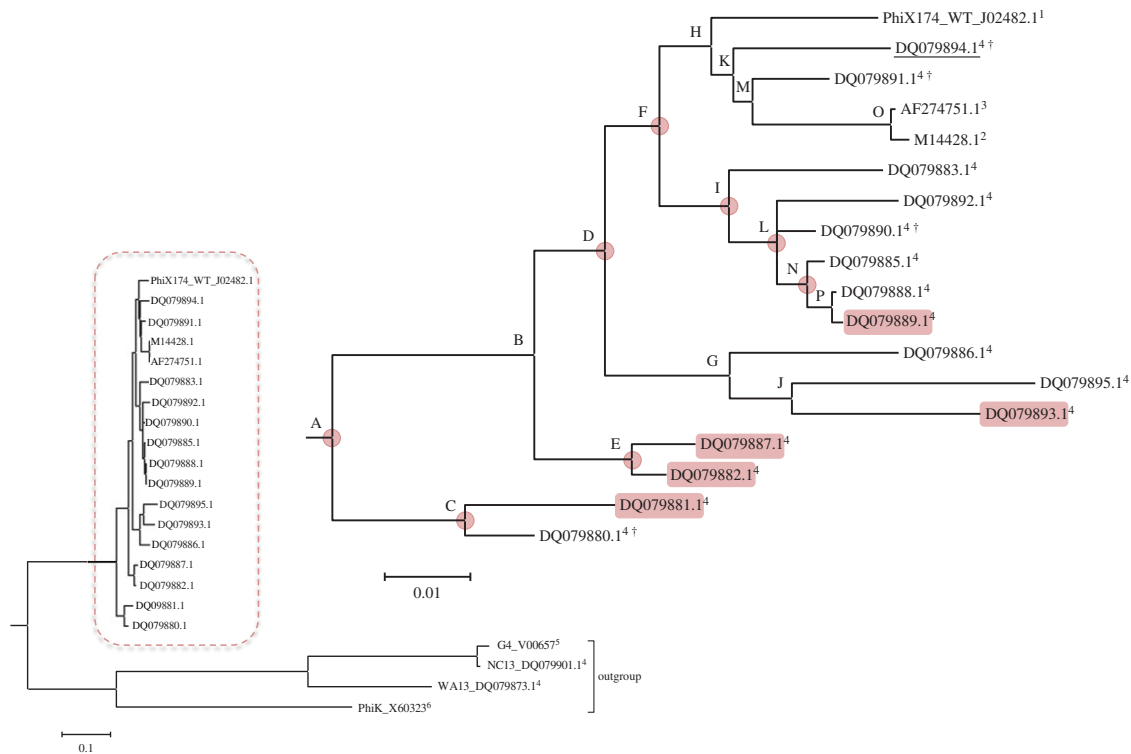 PhiX174_WT_J02482.1¹
H
K
DQ079894.1⁴ †
M
DQ079891.1⁴ †
F
O
AF274751.1³
M14428.1²
I
DQ079883.1⁴
L
DQ079892.1⁴
DQ079890.1⁴ †
D
N
DQ079885.1⁴
P
DQ079888.1⁴
DQ079889.1⁴
B
G
DQ079886.1⁴
J
DQ079895.1⁴
DQ079893.1⁴
A
E
DQ079887.1⁴
DQ079882.1⁴
C
DQ079881.1⁴
DQ079880.1⁴ †
0.01
PhiX174_WT_J02482.1
DQ079894.1
DQ079891.1
M14428.1
AF274751.1
DQ079883.1
DQ079892.1
DQ079890.1
DQ079885.1
DQ079888.1
DQ079889.1
DQ079895.1
DQ079893.1
DQ079886.1
DQ079887.1
DQ079882.1
DQ09881.1
DQ079880.1
G4_V00657⁵
NC13_DQ079901.1⁴
outgroup
WA13_DQ079873.1⁴
PhiK_X60323⁶
0.1